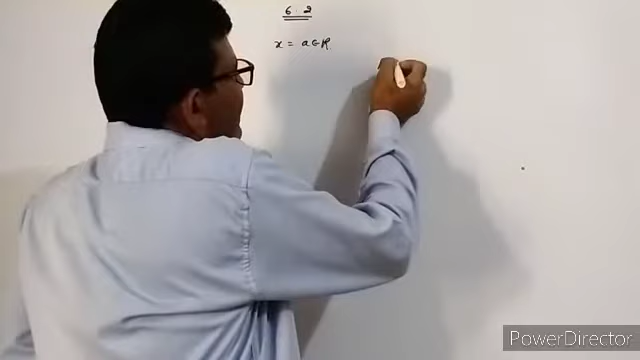 6.2
x = a ∈ R
PowerDirector